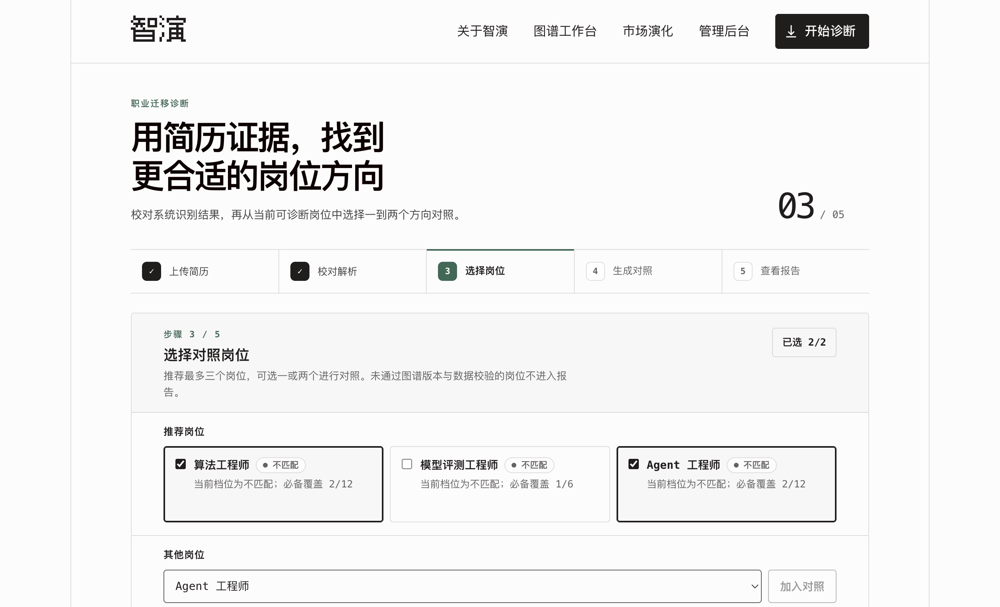 智演
关于智演
图谱工作台
市场演化
管理后台
开始诊断
职业迁移诊断
用简历证据，找到
更合适的岗位方向
校对系统识别结果，再从当前可诊断岗位中选择一到两个方向对照。
03 / 05
✓ 上传简历
✓ 校对解析
3 选择岗位
4 生成对照
5 查看报告
步骤 3 / 5
选择对照岗位
推荐最多三个岗位，可选一或两个进行对照。未通过图谱版本与数据校验的岗位不进入报
告。
已选 2/2
推荐岗位
算法工程师 不匹配
当前档位为不匹配；必备覆盖 2/12
模型评测工程师 不匹配
当前档位为不匹配；必备覆盖 1/6
Agent 工程师 不匹配
当前档位为不匹配；必备覆盖 2/12
其他岗位
Agent 工程师
加入对照